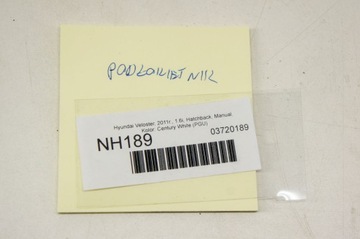 PODŁOKIETNIK
Hyundai Veloster, 2011r., 1.6i, Hatchback, Manual,
Kolor: Century White (PGU)
NH189
03720189